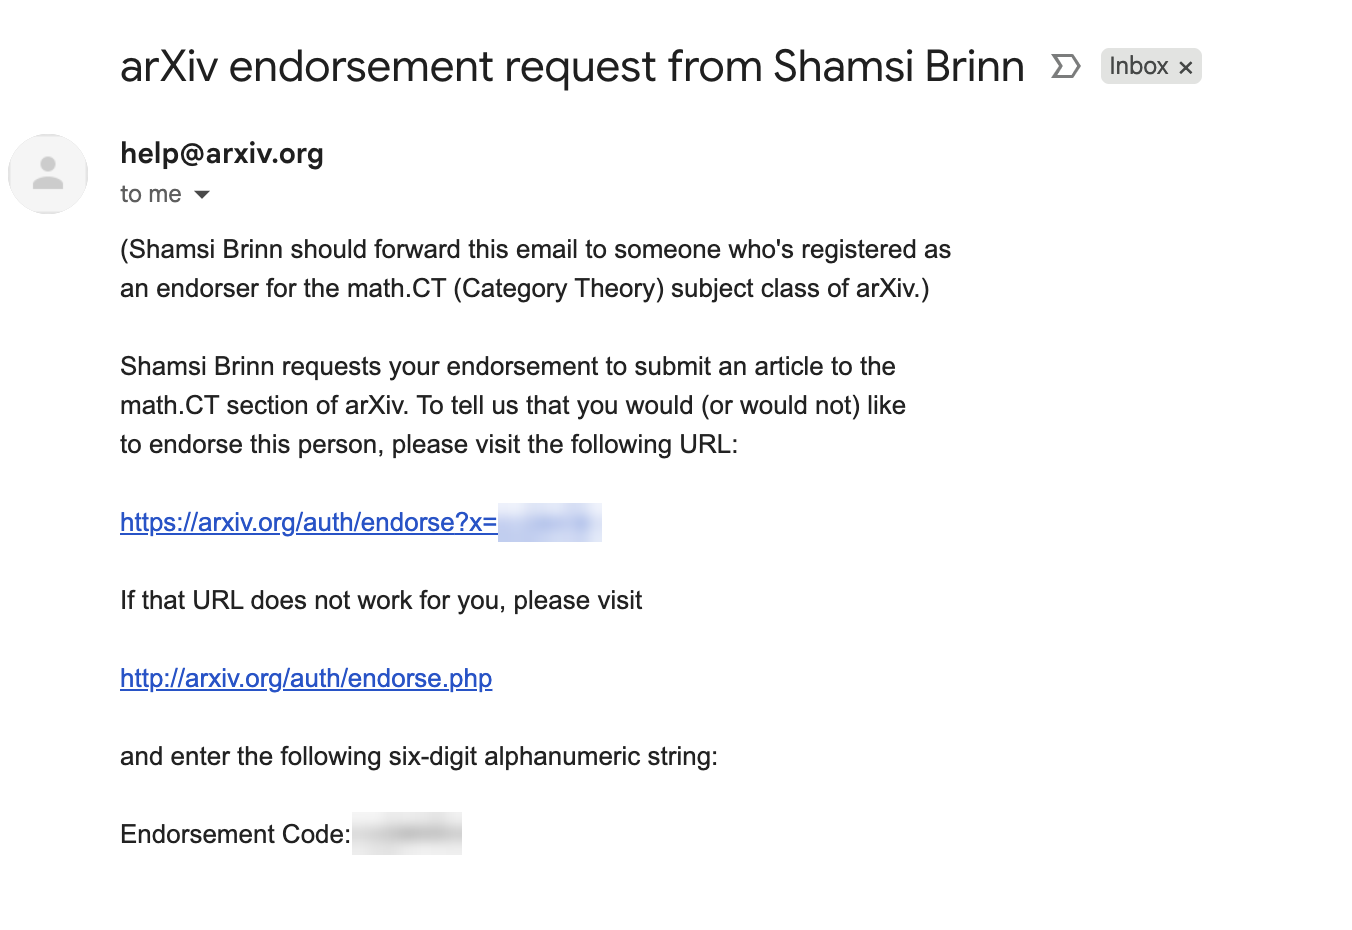 arXiv endorsement request from Shamsi Brinn
Inbox ×
help@arxiv.org
to me
(Shamsi Brinn should forward this email to someone who's registered as
an endorser for the math.CT (Category Theory) subject class of arXiv.)
Shamsi Brinn requests your endorsement to submit an article to the
math.CT section of arXiv. To tell us that you would (or would not) like
to endorse this person, please visit the following URL:
https://arxiv.org/auth/endorse?x=
If that URL does not work for you, please visit
http://arxiv.org/auth/endorse.php
and enter the following six-digit alphanumeric string:
Endorsement Code: